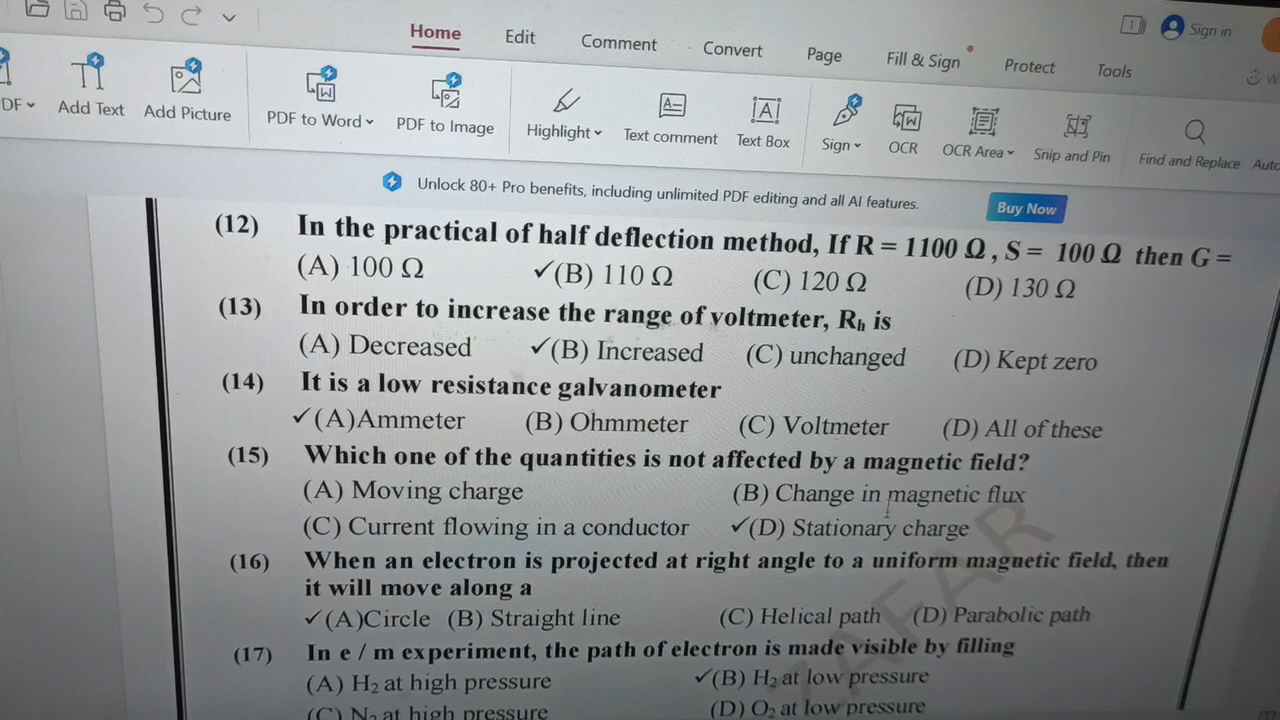 Home Edit Comment Convert Page Fill & Sign Protect Tools Sign in
Add Text Add Picture PDF to Word PDF to Image Highlight Text comment Text Box Sign OCR OCR Area Snip and Pin Find and Replace
Unlock 80+ Pro benefits, including unlimited PDF editing and all AI features. Buy Now
(12) In the practical of half deflection method, If R = 1100 Ω , S = 100 Ω then G =
(A) 100 Ω ✓(B) 110 Ω (C) 120 Ω (D) 130 Ω
(13) In order to increase the range of voltmeter, Rₕ is
(A) Decreased ✓(B) Increased (C) unchanged (D) Kept zero
(14) It is a low resistance galvanometer
✓(A)Ammeter (B) Ohmmeter (C) Voltmeter (D) All of these
(15) Which one of the quantities is not affected by a magnetic field?
(A) Moving charge (B) Change in magnetic flux
(C) Current flowing in a conductor ✓(D) Stationary charge
(16) When an electron is projected at right angle to a uniform magnetic field, then
it will move along a
✓(A)Circle (B) Straight line (C) Helical path (D) Parabolic path
(17) In e / m experiment, the path of electron is made visible by filling
(A) H₂ at high pressure ✓(B) H₂ at low pressure
(C) N₂ at high pressure (D) O₂ at low pressure
ZAFAR